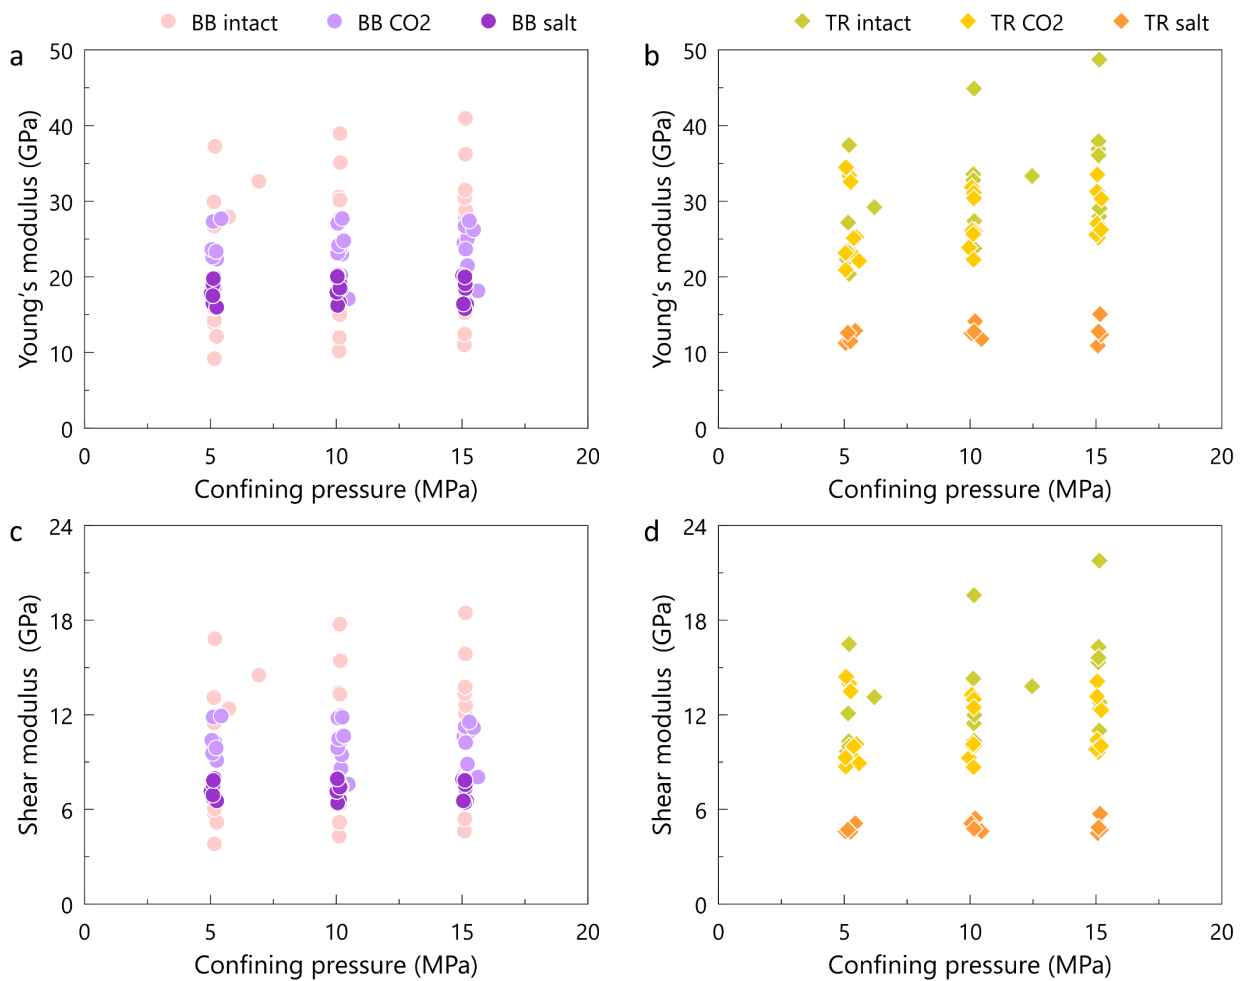 BB intact BB CO2 BB salt
TR intact TR CO2 TR salt
a
50
40
30
20
10
0
Young's modulus (GPa)
0 5 10 15 20
Confining pressure (MPa)
b
50
40
30
20
10
0
Young's modulus (GPa)
0 5 10 15 20
Confining pressure (MPa)
c
24
18
12
6
0
Shear modulus (GPa)
0 5 10 15 20
Confining pressure (MPa)
d
24
18
12
6
0
Shear modulus (GPa)
0 5 10 15 20
Confining pressure (MPa)